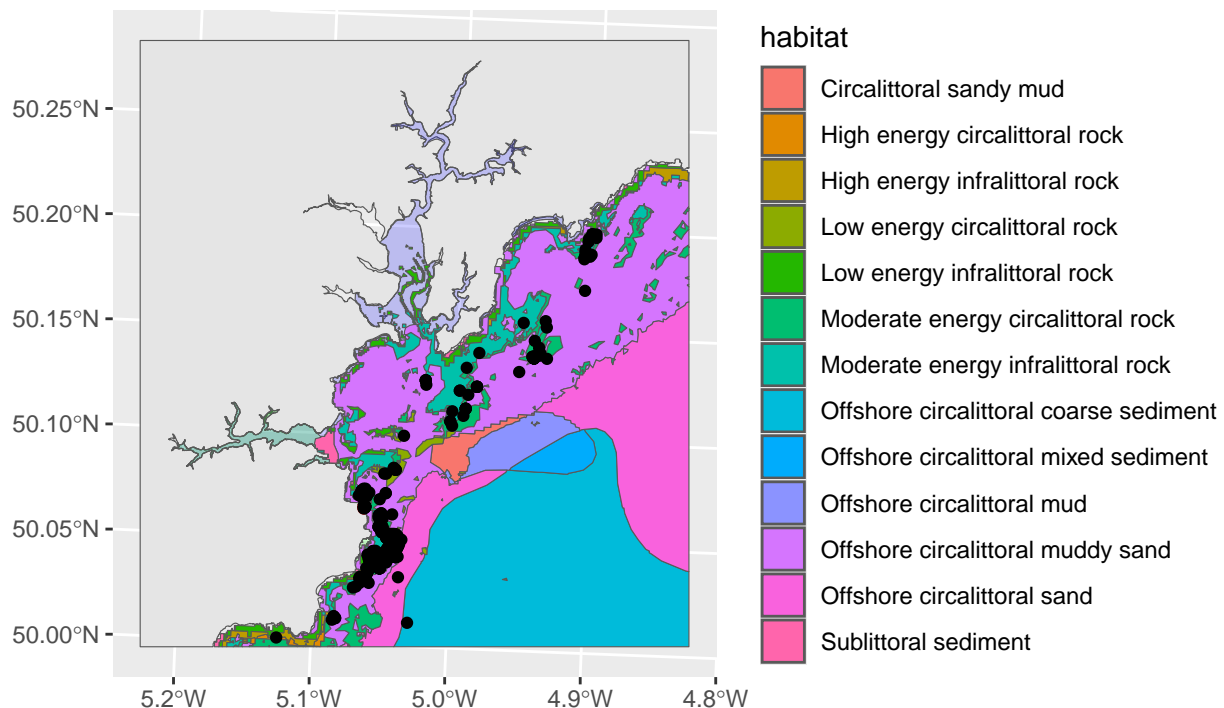 habitat
Circalittoral sandy mud
High energy circalittoral rock
High energy infralittoral rock
Low energy circalittoral rock
Low energy infralittoral rock
Moderate energy circalittoral rock
Moderate energy infralittoral rock
Offshore circalittoral coarse sediment
Offshore circalittoral mixed sediment
Offshore circalittoral mud
Offshore circalittoral muddy sand
Offshore circalittoral sand
Sublittoral sediment
50.25°N
50.20°N
50.15°N
50.10°N
50.05°N
50.00°N
5.2°W 5.1°W 5.0°W 4.9°W 4.8°W